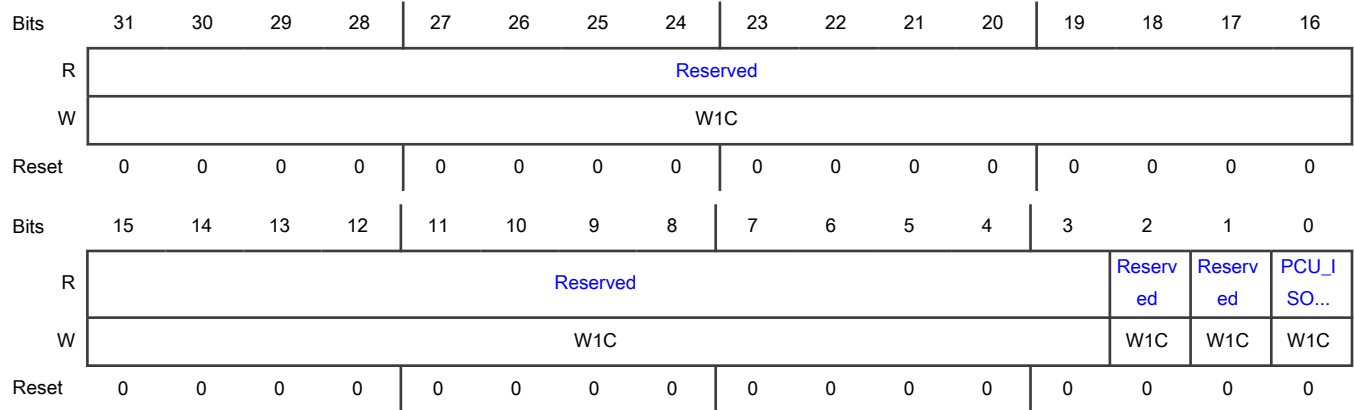 Bits 31 30 29 28 27 26 25 24 23 22 21 20 19 18 17 16
R Reserved
W W1C
Reset 0 0 0 0 0 0 0 0 0 0 0 0 0 0 0 0
Bits 15 14 13 12 11 10 9 8 7 6 5 4 3 2 1 0
R Reserved Reserv Reserv PCU_I
ed ed SO...
W W1C W1C W1C W1C
Reset 0 0 0 0 0 0 0 0 0 0 0 0 0 0 0 0